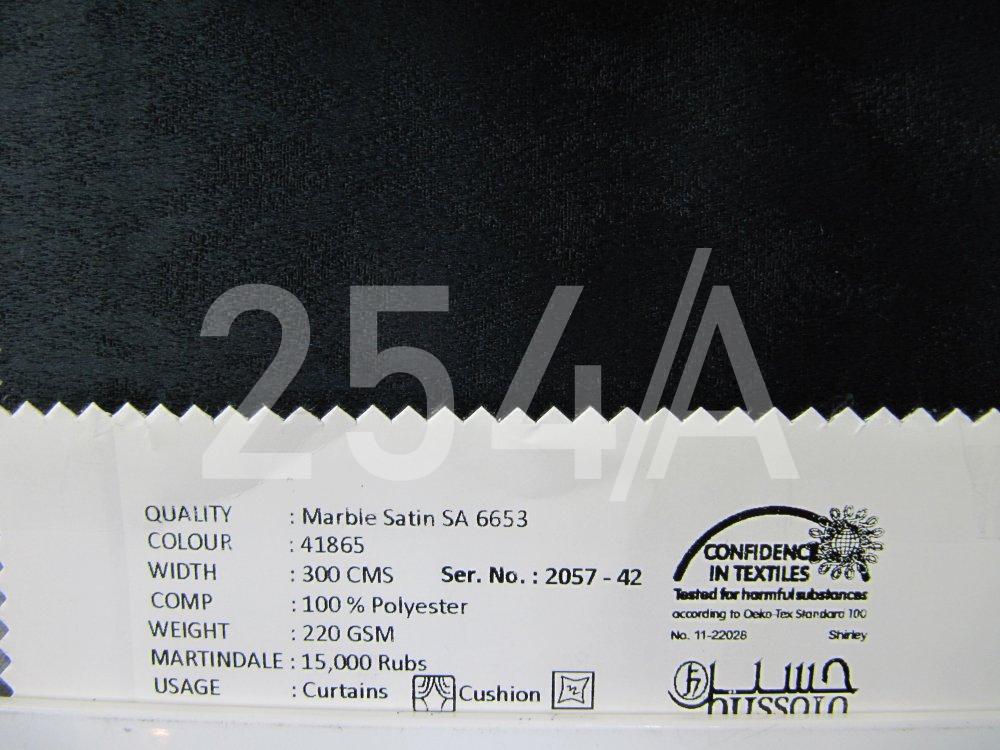 254/A
QUALITY : Marble Satin SA 6653
COLOUR : 41865
WIDTH : 300 CMS Ser. No. : 2057 - 42
COMP : 100 % Polyester
WEIGHT : 220 GSM
MARTINDALE : 15,000 Rubs
USAGE : Curtains Cushion
CONFIDENCE
IN TEXTILES
Tested for harmful substances
according to Oeko-Tex Standard 100
No. 11-22028 Shirley